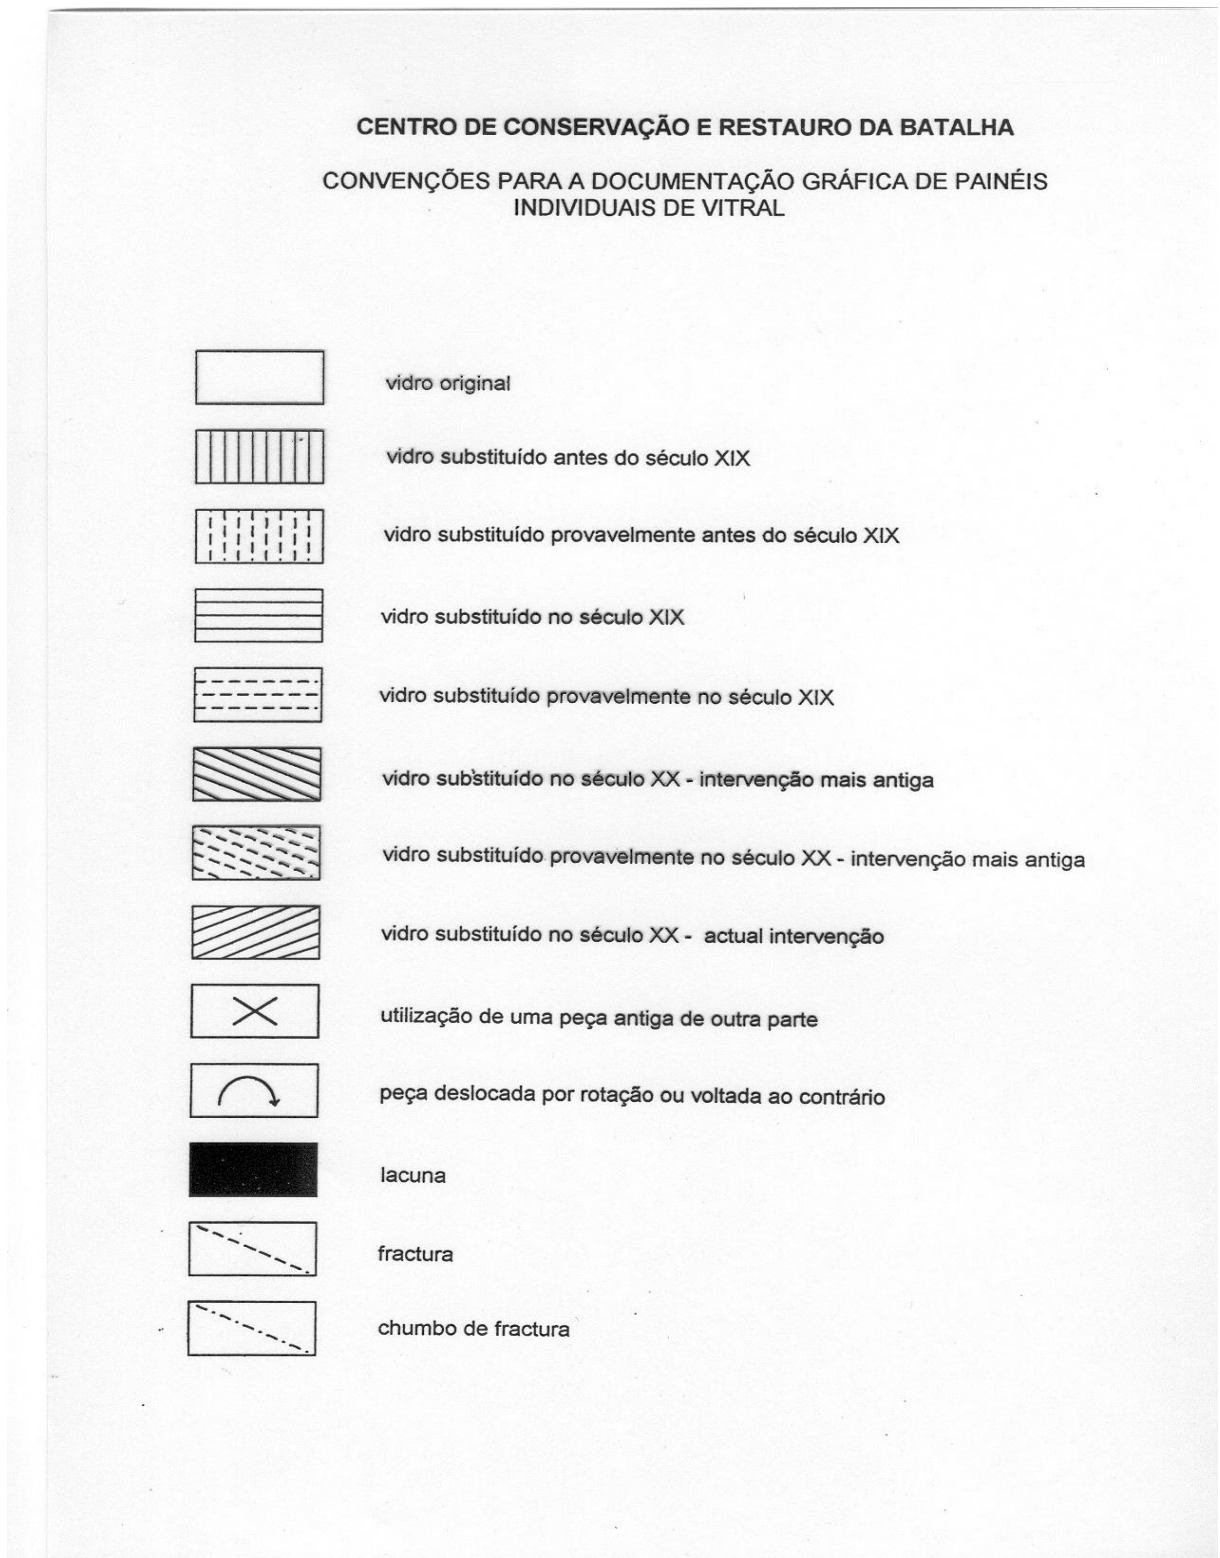 CENTRO DE CONSERVAÇÃO E RESTAURO DA BATALHA
CONVENÇÕES PARA A DOCUMENTAÇÃO GRÁFICA DE PAINÉIS
INDIVIDUAIS DE VITRAL
vidro original
vidro substituído antes do século XIX
vidro substituído provavelmente antes do século XIX
vidro substituído no século XIX
vidro substituído provavelmente no século XIX
vidro substituído no século XX - intervenção mais antiga
vidro substituído provavelmente no século XX - intervenção mais antiga
vidro substituído no século XX - actual intervenção
utilização de uma peça antiga de outra parte
peça deslocada por rotação ou voltada ao contrário
lacuna
fractura
chumbo de fractura